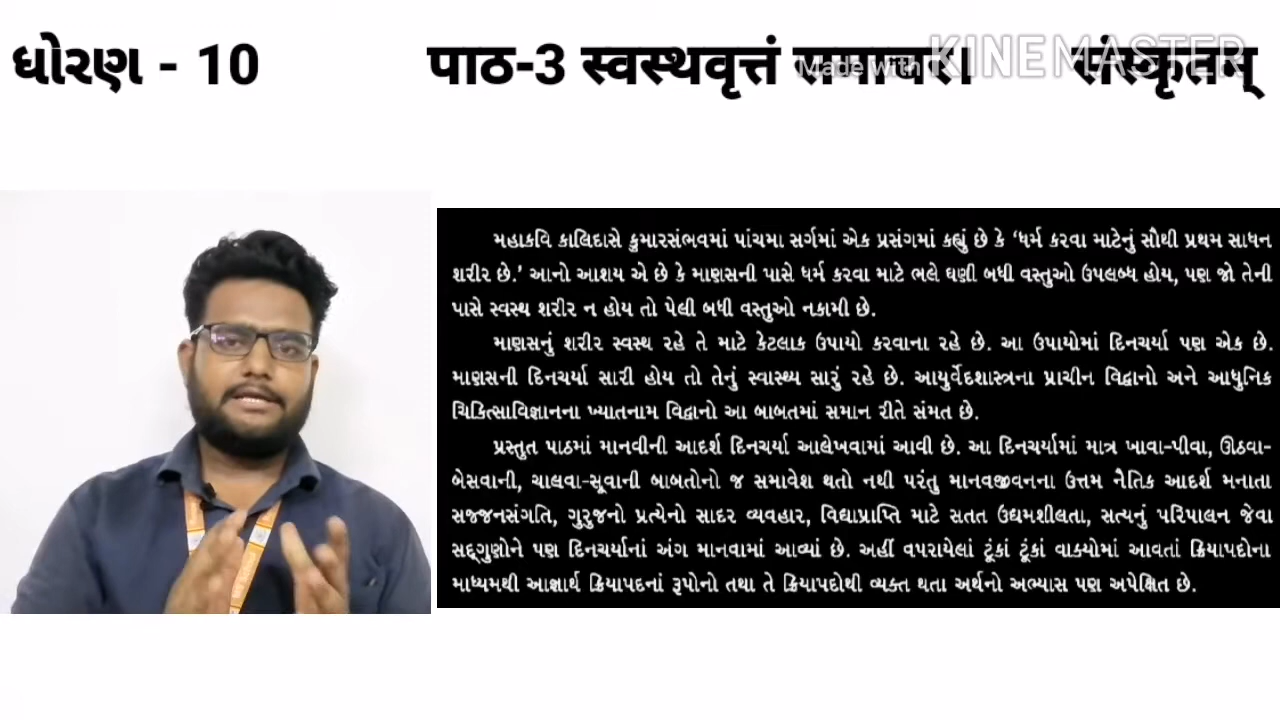 ધોરણ - 10 પાઠ-3 स्वस्थवृत्तं समाचर। संस्कृतम्
Made with KINEMASTER
મહાકવિ કાલિદાસે કુમારસંભવમાં પાંચમા સર્ગમાં એક પ્રસંગમાં કહ્યું છે કે ‘ધર્મ કરવા માટેનું સૌથી પ્રથમ સાધન
શરીર છે.’ આનો આશય એ છે કે માણસની પાસે ધર્મ કરવા માટે ભલે ઘણી બધી વસ્તુઓ ઉપલબ્ધ હોય, પણ જો તેની
પાસે સ્વસ્થ શરીર ન હોય તો પેલી બધી વસ્તુઓ નકામી છે.
માણસનું શરીર સ્વસ્થ રહે તે માટે કેટલાક ઉપાયો કરવાના રહે છે. આ ઉપાયોમાં દિનચર્યા પણ એક છે.
માણસની દિનચર્યા સારી હોય તો તેનું સ્વાસ્થ્ય સારું રહે છે. આયુર્વેદશાસ્ત્રના પ્રાચીન વિદ્વાનો અને આધુનિક
ચિકિત્સાવિજ્ઞાનના ખ્યાતનામ વિદ્વાનો આ બાબતમાં સમાન રીતે સંમત છે.
પ્રસ્તુત પાઠમાં માનવીની આદર્શ દિનચર્યા આલેખવામાં આવી છે. આ દિનચર્યામાં માત્ર ખાવા-પીવા, ઊઠવા-
બેસવાની, ચાલવા-સૂવાની બાબતોનો જ સમાવેશ થતો નથી પરંતુ માનવજીવનના ઉત્તમ નૈતિક આદર્શ મનાતા
સજ્જનસંગતિ, ગુરુજનો પ્રત્યેનો સાદર વ્યવહાર, વિદ્યાપ્રાપ્તિ માટે સતત ઉદ્યમશીલતા, સત્યનું પરિપાલન જેવા
સદ્ગુણોને પણ દિનચર્યાનાં અંગ માનવામાં આવ્યાં છે. અહીં વપરાયેલાં ટૂંકાં ટૂંકાં વાક્યોમાં આવતાં ક્રિયાપદોના
માધ્યમથી આજ્ઞાર્થ ક્રિયાપદનાં રૂપોનો તથા તે ક્રિયાપદોથી વ્યક્ત થતા અર્થનો અભ્યાસ પણ અપેક્ષિત છે.